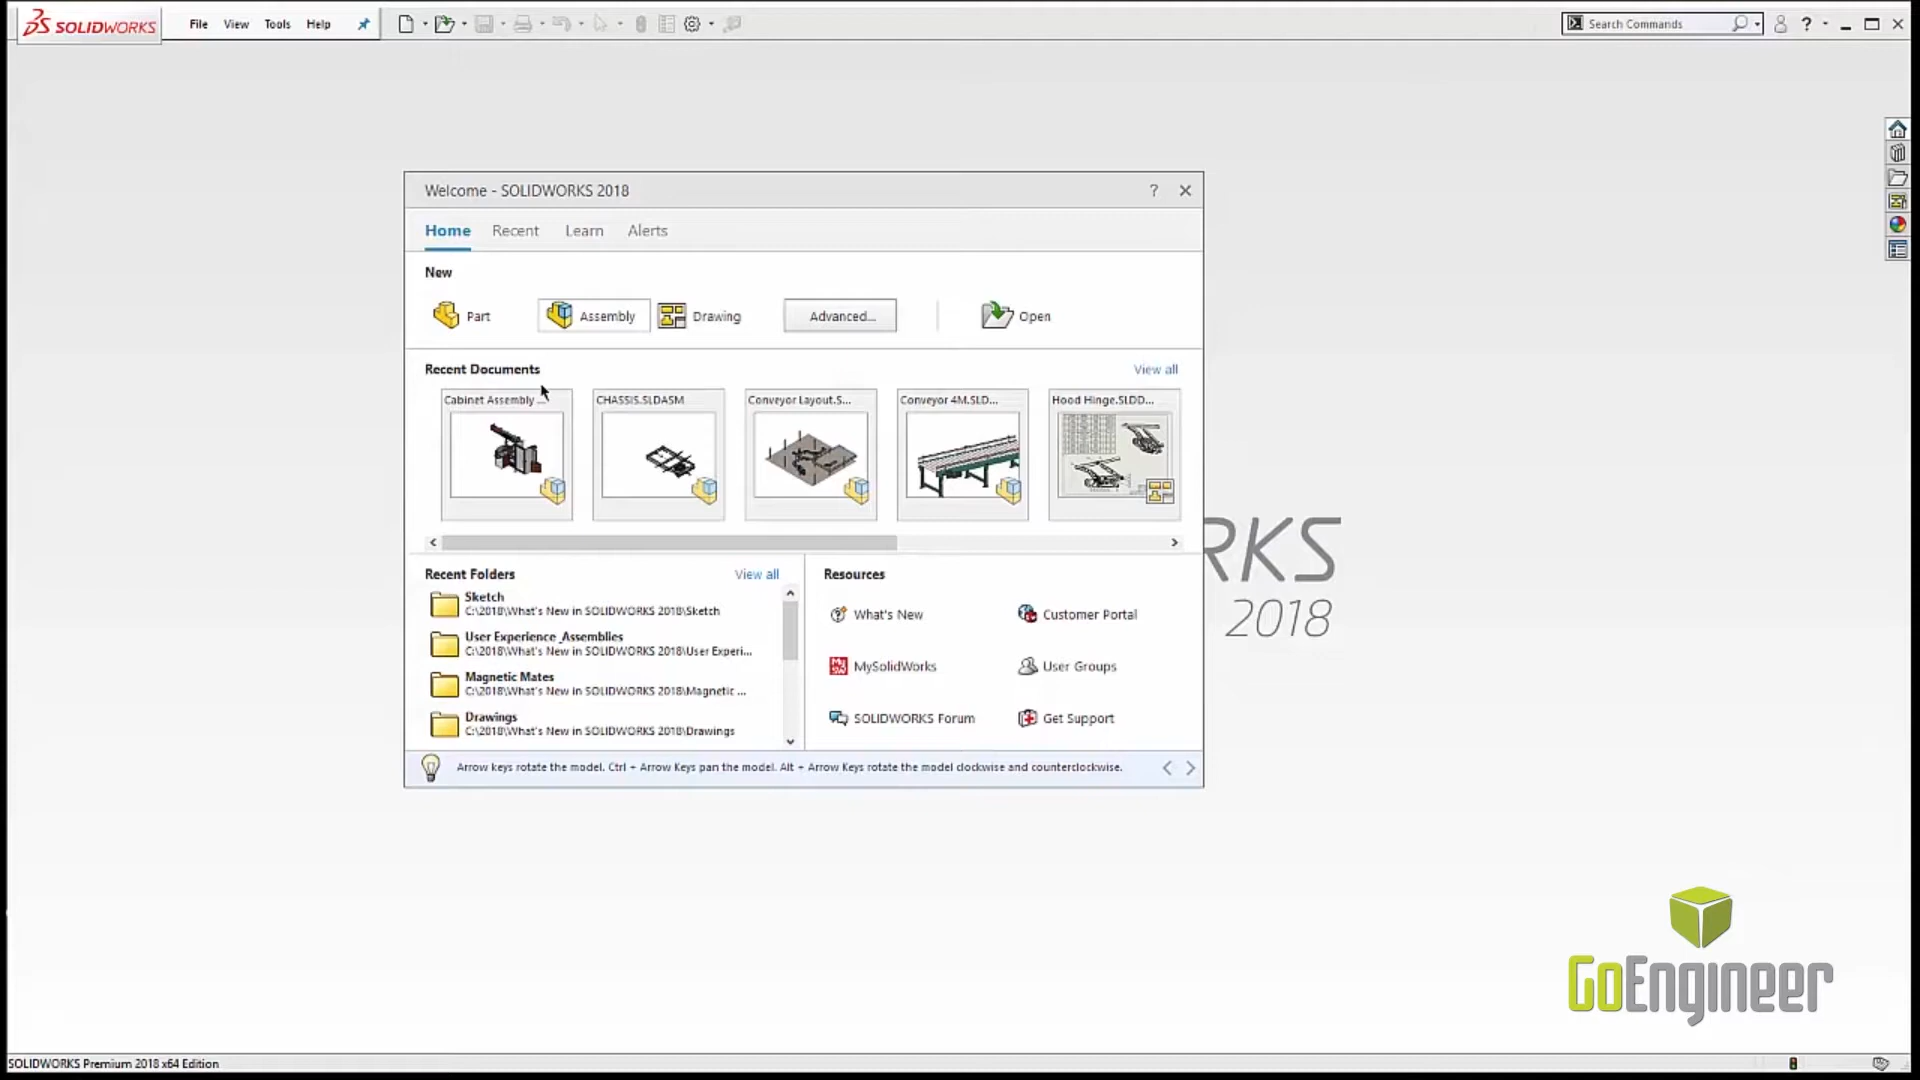 SOLIDWORKS File View Tools Help Search Commands ?
Welcome - SOLIDWORKS 2018 ?
Home Recent Learn Alerts
New
Part Assembly Drawing Advanced... Open
Recent Documents View all
Cabinet Assembly ... CHASSIS.SLDASM Conveyor Layout.S... Conveyor 4M.SLD... Hood Hinge.SLDD...
Recent Folders View all
Sketch
C:\2018\What's New in SOLIDWORKS 2018\Sketch
User Experience _Assemblies
C:\2018\What's New in SOLIDWORKS 2018\User Experi...
Magnetic Mates
C:\2018\What's New in SOLIDWORKS 2018\Magnetic ...
Drawings
C:\2018\What's New in SOLIDWORKS 2018\Drawings
Resources
What's New Customer Portal
MySolidWorks User Groups
SOLIDWORKS Forum Get Support
Arrow keys rotate the model. Ctrl + Arrow Keys pan the model. Alt + Arrow Keys rotate the model clockwise and counterclockwise.
RKS
2018
GoEngineer
SOLIDWORKS Premium 2018 x64 Edition